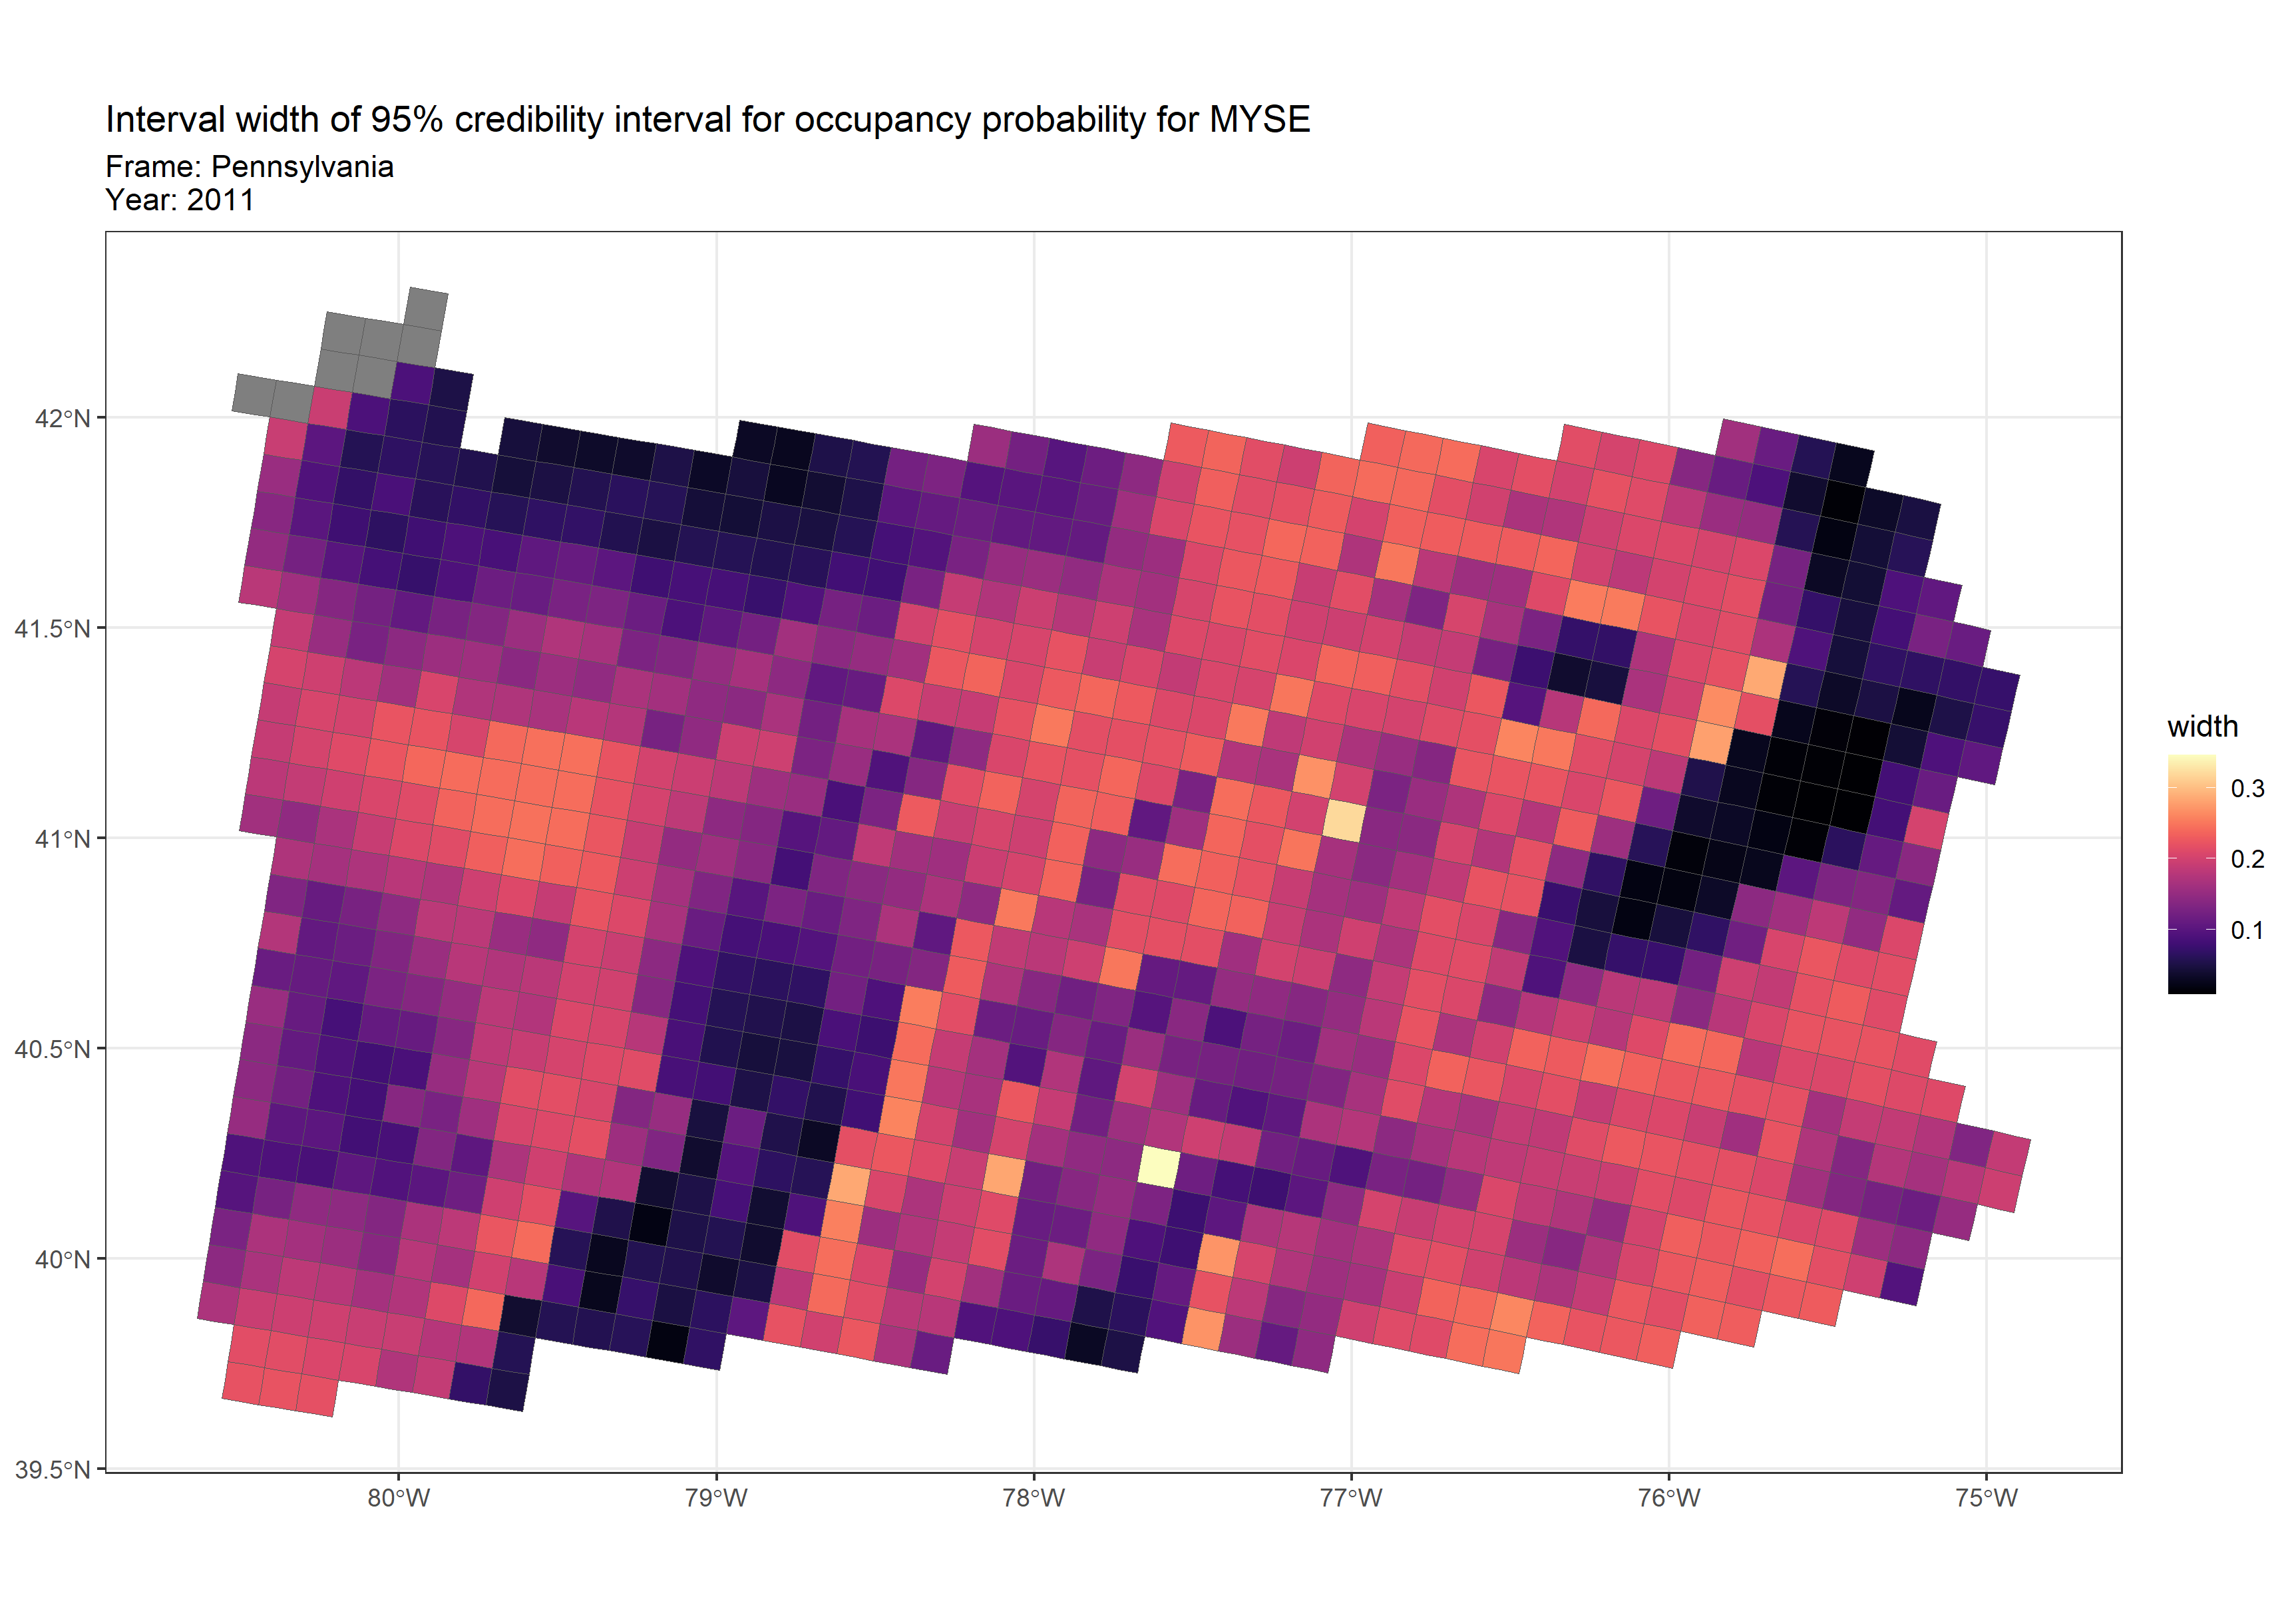 Interval width of 95% credibility interval for occupancy probability for MYSE
Frame: Pennsylvania
Year: 2011
42°N
41.5°N
41°N
40.5°N
40°N
39.5°N
80°W
79°W
78°W
77°W
76°W
75°W
width
0.3
0.2
0.1